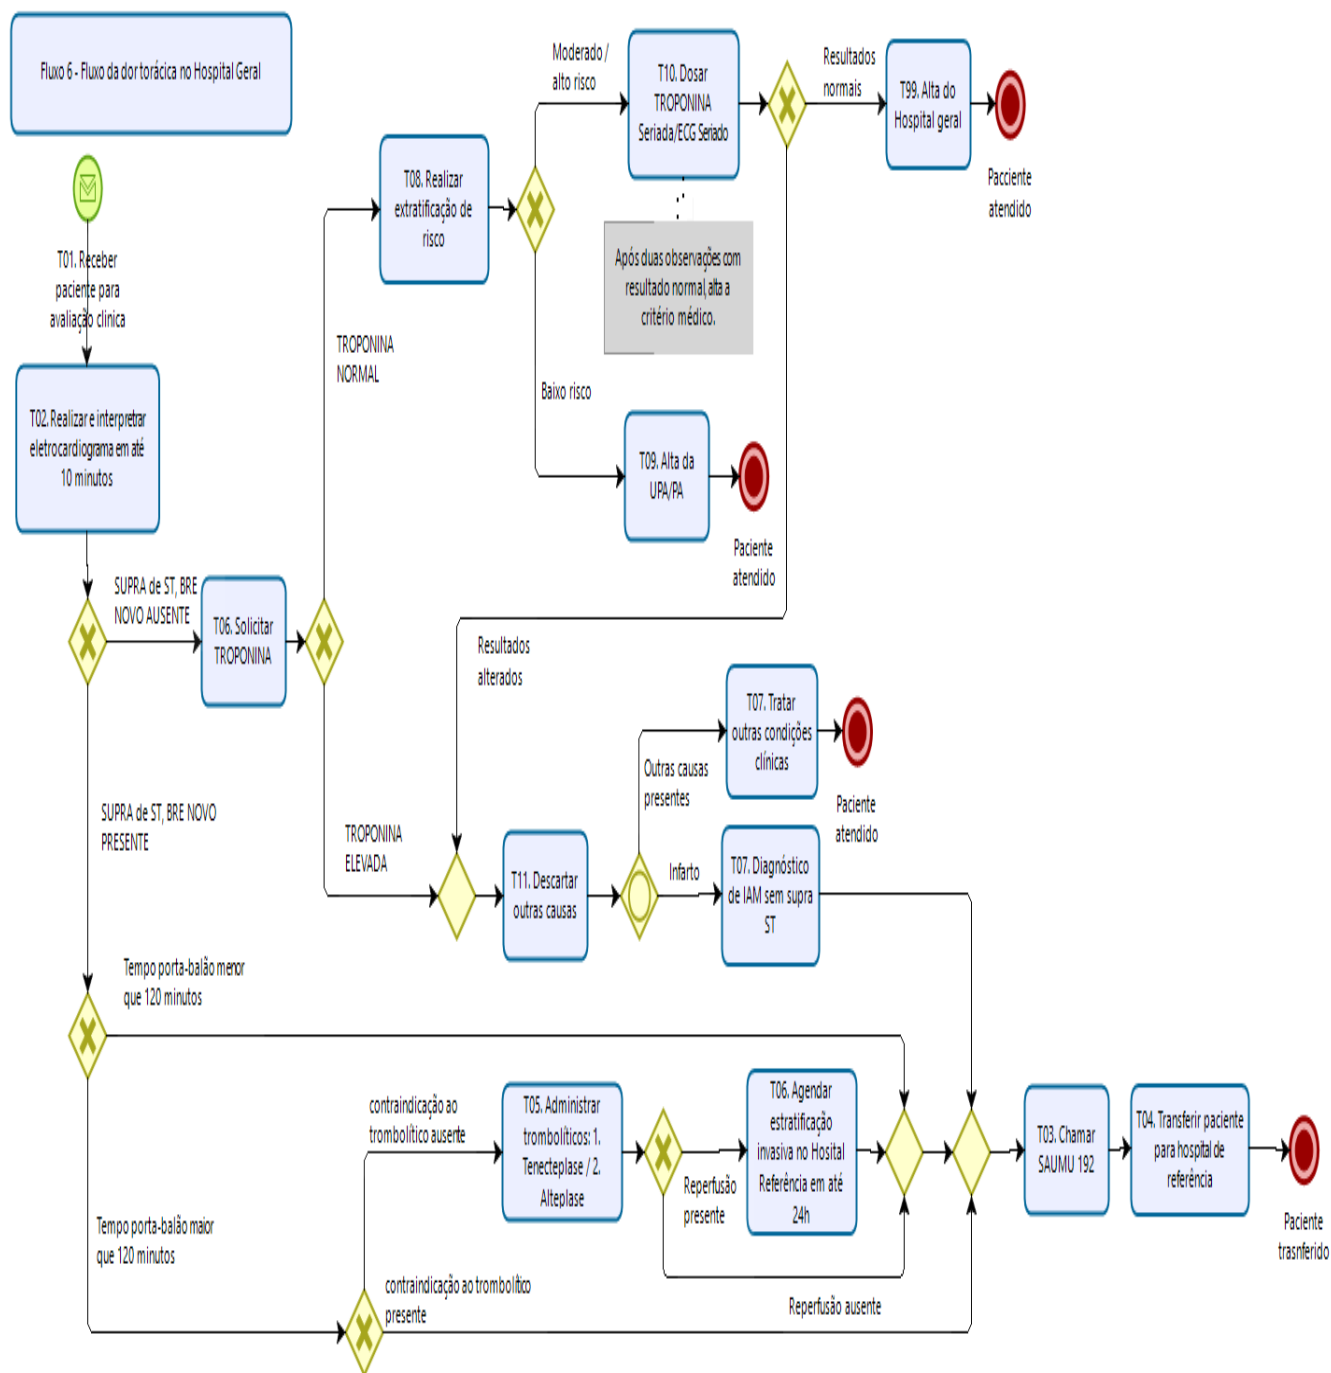 Fluxo 6 - Fluxo da dor torácica no Hospital Geral
T01. Receber
paciente para
avaliação clinica
T02. Realizar e interpretrar
eletrocardiograma em até
10 minutos
SUPRA de ST, BRE
NOVO AUSENTE
T06. Solicitar
TROPONINA
TROPONINA
NORMAL
T08. Realizar
extratificação de
risco
Moderado /
alto risco
T10. Dosar
TROPONINA
Seriada/ECG Seriado
Após duas observações com
resultado normal, alta a
critério médico.
Resultados
normais
T99. Alta do
Hospital geral
Pacciente
atendido
Baixo risco
T09. Alta da
UPA/PA
Paciente
atendido
Resultados
alterados
TROPONINA
ELEVADA
T11. Descartar
outras causas
Outras causas
presentes
T07. Tratar
outras condições
clínicas
Paciente
atendido
Infarto
T07. Diagnóstico
de IAM sem supra
ST
SUPRA de ST, BRE NOVO
PRESENTE
Tempo porta-balão menor
que 120 minutos
Tempo porta-balão maior
que 120 minutos
contraindicação ao
trombolítico ausente
T05. Administrar
trombolíticos: 1.
Tenecteplase / 2.
Alteplase
Reperfusão
presente
T06. Agendar
estratificação
invasiva no Hosital
Referência em até
24h
Reperfusão ausente
contraindicação ao trombolítico
presente
T03. Chamar
SAUMU 192
T04. Transferir paciente
para hospital de
referência
Paciente
trasnferido